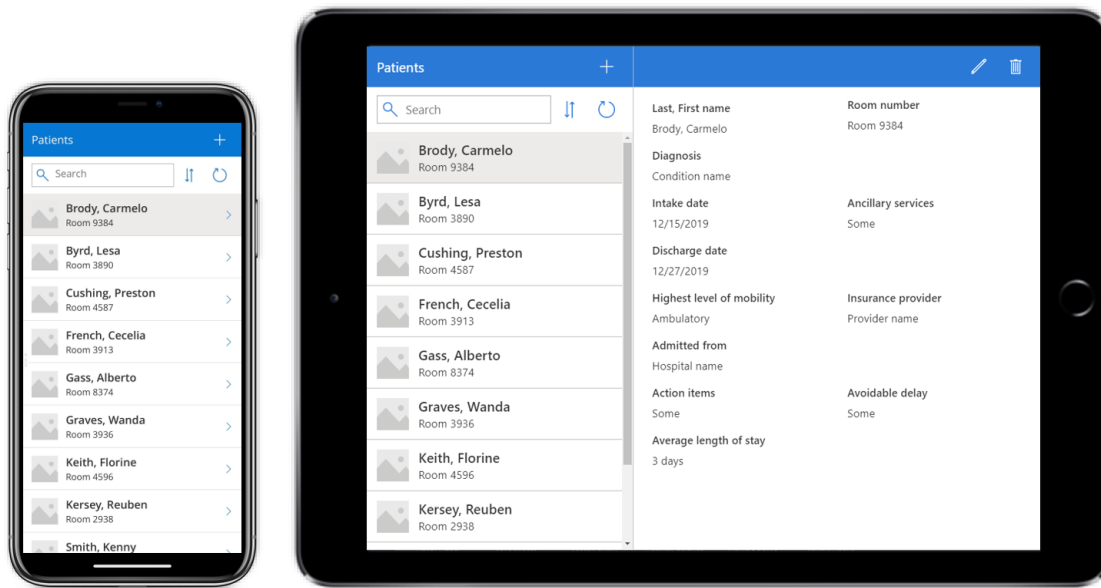 Patients
Search
Brody, Carmelo
Room 9384
Byrd, Lesa
Room 3890
Cushing, Preston
Room 4587
French, Cecelia
Room 3913
Gass, Alberto
Room 8374
Graves, Wanda
Room 3936
Keith, Florine
Room 4596
Kersey, Reuben
Room 2938
Smith, Kenny
Patients
Search
Brody, Carmelo
Room 9384
Byrd, Lesa
Room 3890
Cushing, Preston
Room 4587
French, Cecelia
Room 3913
Gass, Alberto
Room 8374
Graves, Wanda
Room 3936
Keith, Florine
Room 4596
Kersey, Reuben
Room 2938
Last, First name
Brody, Carmelo
Room number
Room 9384
Diagnosis
Condition name
Intake date
12/15/2019
Ancillary services
Some
Discharge date
12/27/2019
Highest level of mobility
Ambulatory
Insurance provider
Provider name
Admitted from
Hospital name
Action items
Some
Avoidable delay
Some
Average length of stay
3 days